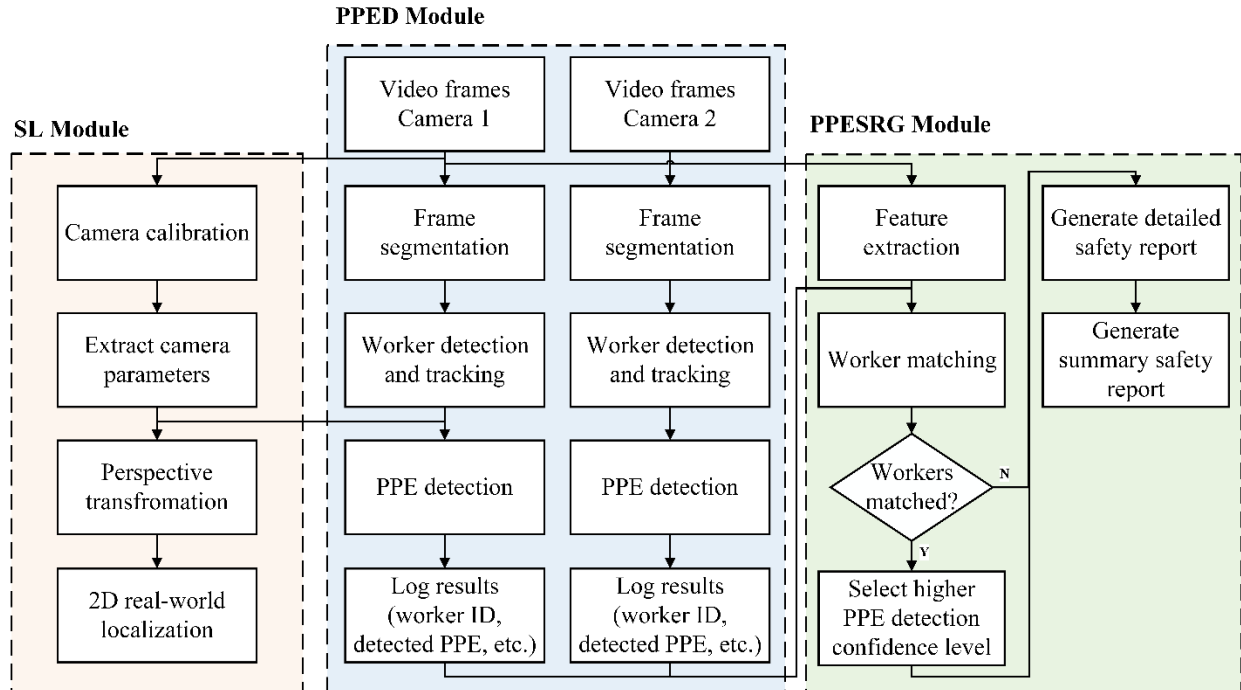 PPED Module
SL Module
PPESRG Module
Video frames
Camera 1
Video frames
Camera 2
Camera calibration
Frame
segmentation
Frame
segmentation
Feature
extraction
Generate detailed
safety report
Extract camera
parameters
Worker detection
and tracking
Worker detection
and tracking
Worker matching
Generate
summary safety
report
Perspective
transfromation
PPE detection
PPE detection
Workers
matched?
N
Y
2D real-world
localization
Log results
(worker ID,
detected PPE, etc.)
Log results
(worker ID,
detected PPE, etc.)
Select higher
PPE detection
confidence level